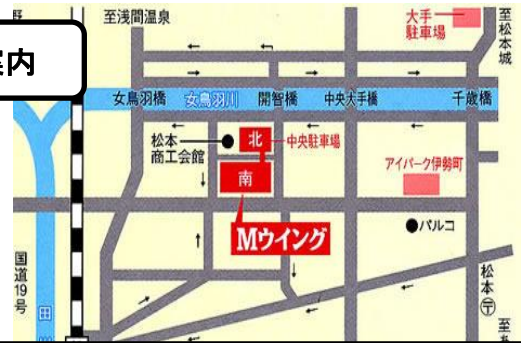 至浅間温泉
大手
駐車場
至松本城
案内
女鳥羽橋
女鳥羽川
開智橋
中央大手橋
千歳橋
松本
商工会館
北
中央駐車場
南
アイパーク伊勢町
Mウイング
パルコ
国道19号
田
松本〒
至